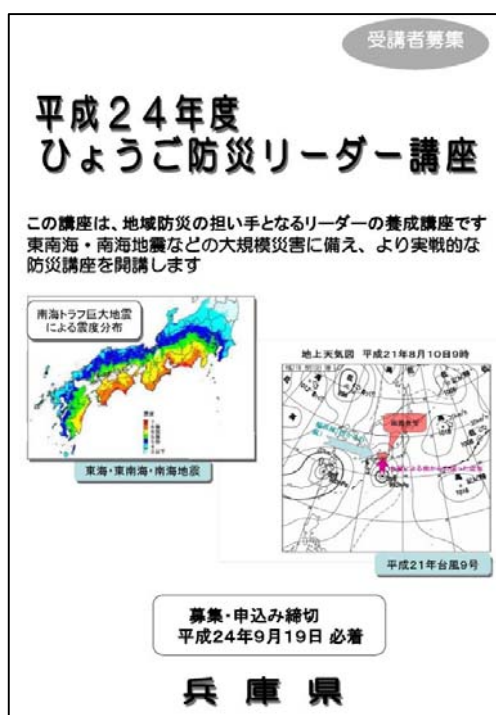 受講者募集
平成２４年度
ひょうご防災リーダー講座
この講座は、地域防災の担い手となるリーダーの養成講座です
東南海・南海地震などの大規模災害に備え、より実戦的な
防災講座を開講します
南海トラフ巨大地震
による震度分布
東海・東南海・南海地震
地上天気図 平成21年8月10日9時
平成21年台風9号
募集・申込み締切
平成24年9月19日 必着
兵庫県